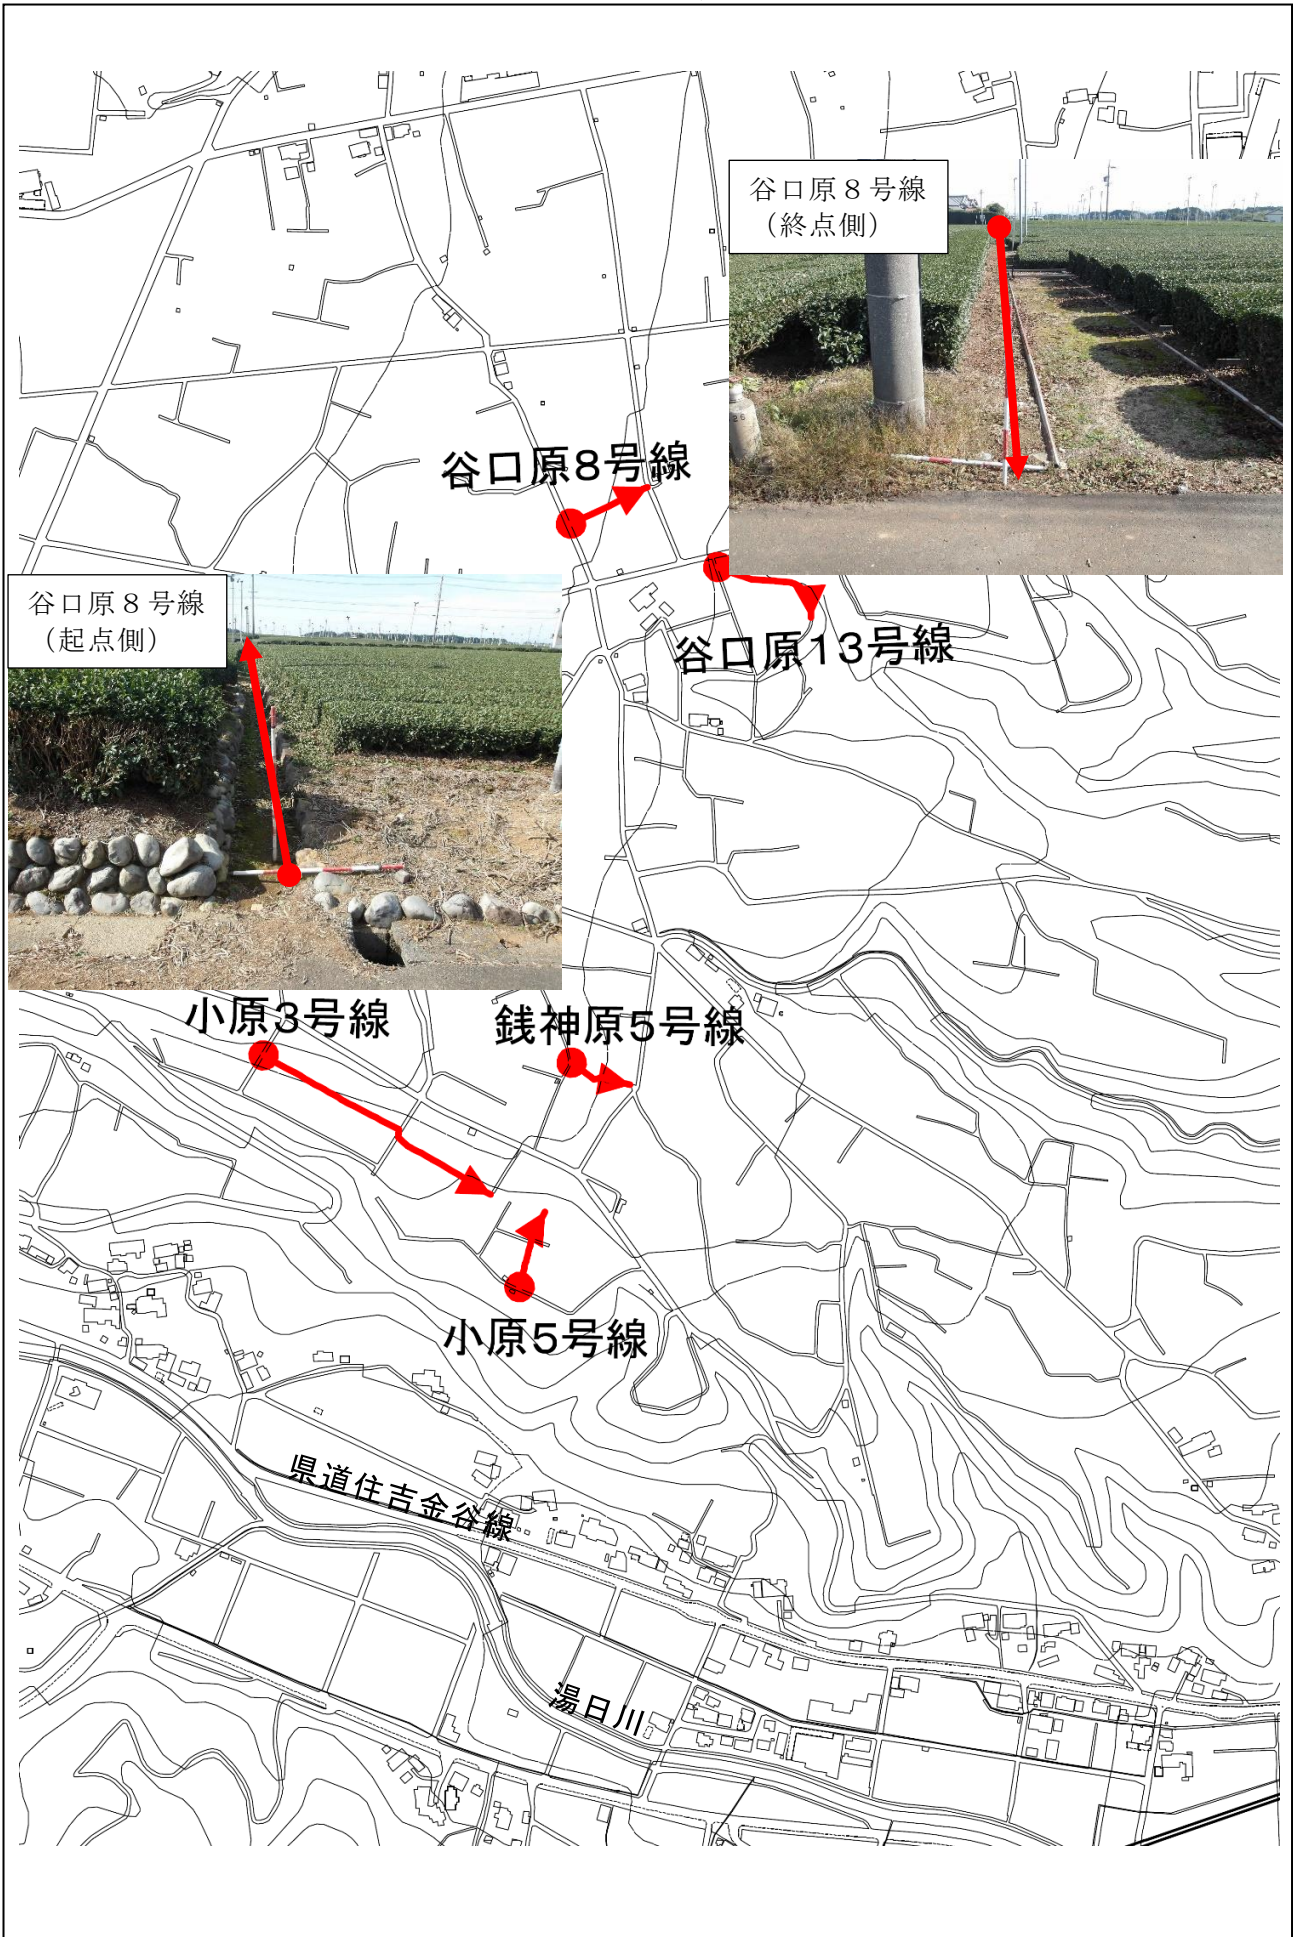 谷口原８号線
（終点側）
谷口原8号線
谷口原８号線
（起点側）
谷口原13号線
小原3号線
銭神原5号線
小原5号線
県道住吉金谷線
湯日川